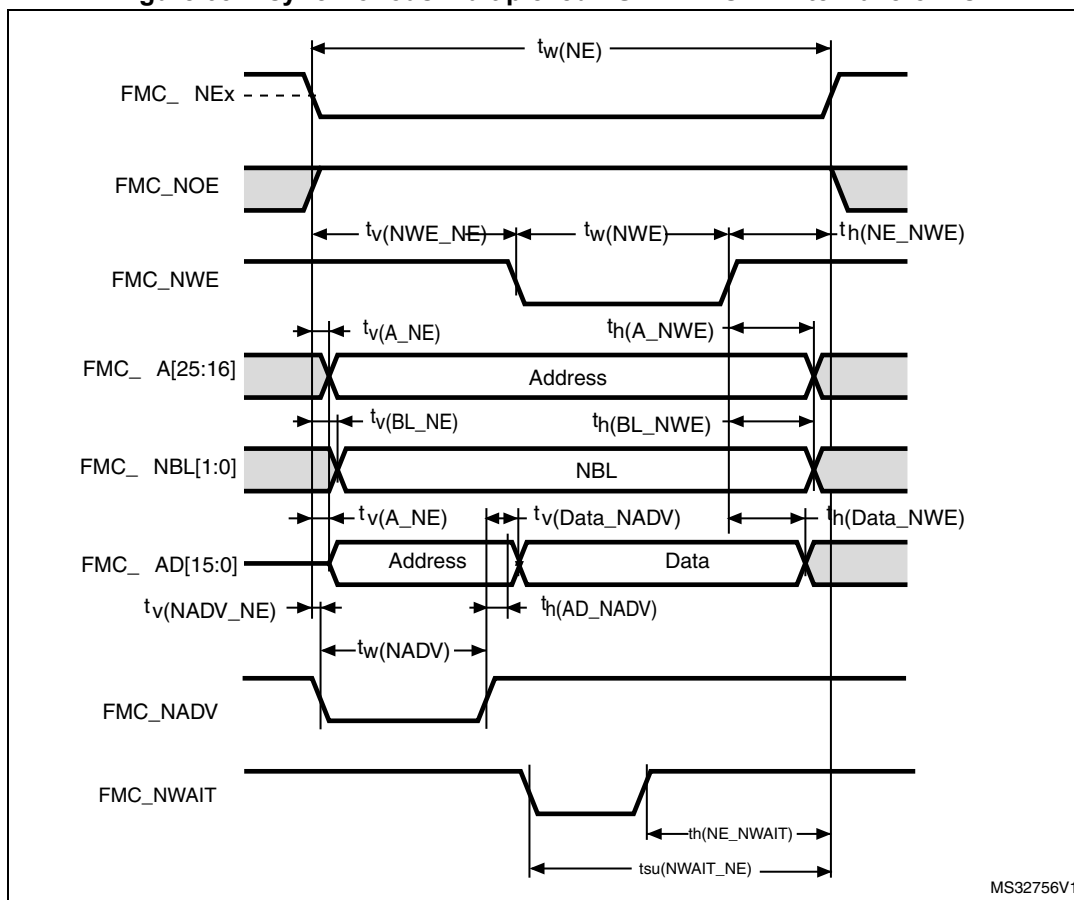 tw(NE)
FMC_ NEx
FMC_NOE
tv(NWE_NE) tw(NWE) th(NE_NWE)
FMC_NWE
tv(A_NE) th(A_NWE)
FMC_ A[25:16] Address
tv(BL_NE) th(BL_NWE)
FMC_ NBL[1:0] NBL
tv(A_NE) tv(Data_NADV) th(Data_NWE)
FMC_ AD[15:0] Address Data
tv(NADV_NE) th(AD_NADV)
tw(NADV)
FMC_NADV
FMC_NWAIT
th(NE_NWAIT)
tsu(NWAIT_NE)
MS32756V1